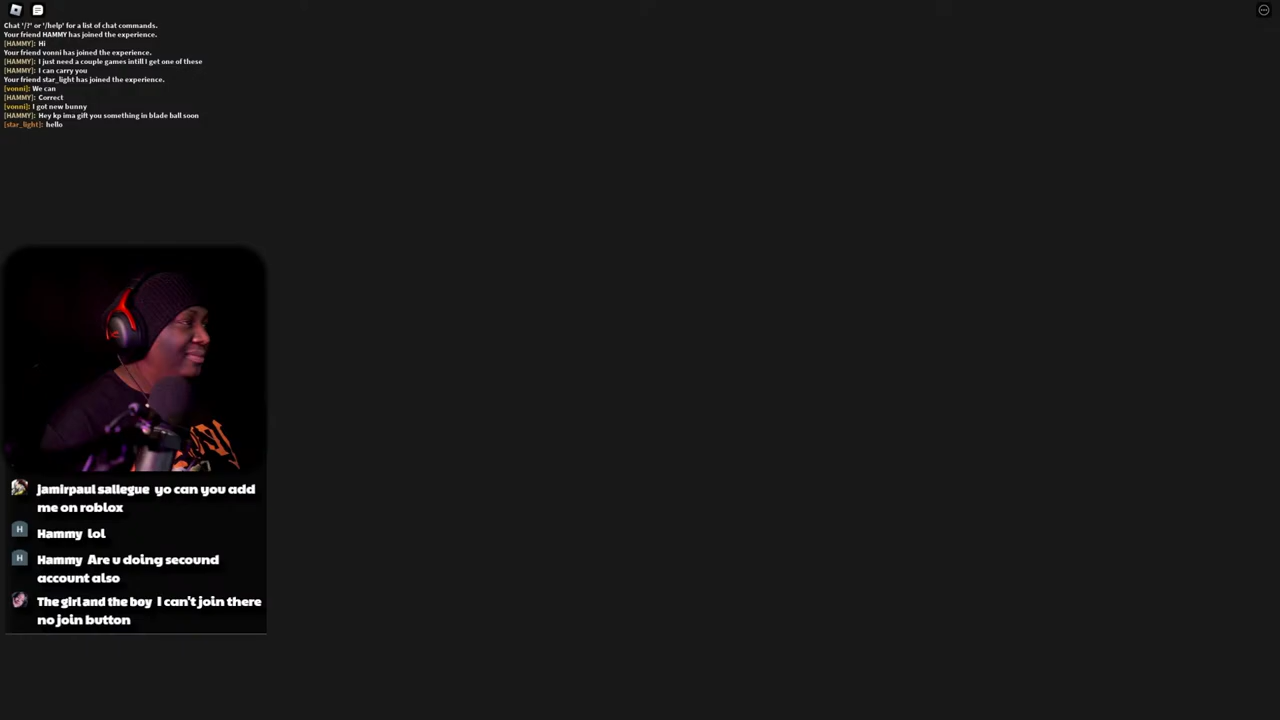 Chat '/?' or '/help' for a list of chat commands.
Your friend HAMMY has joined the experience.
[HAMMY]: Hi
Your friend vonni has joined the experience.
[HAMMY]: I just need a couple games intill I get one of these
[HAMMY]: I can carry you
Your friend star_light has joined the experience.
[vonni]: We can
[HAMMY]: Correct
[vonni]: I got new bunny
[HAMMY]: Hey kp ima gift you something in blade ball soon
[star_light]: hello
Jamirpaul sallegue yo can you add
me on roblox
H Hammy lol
H Hammy Are u doing secound
account also
The girl and the boy I can't join there
no join button